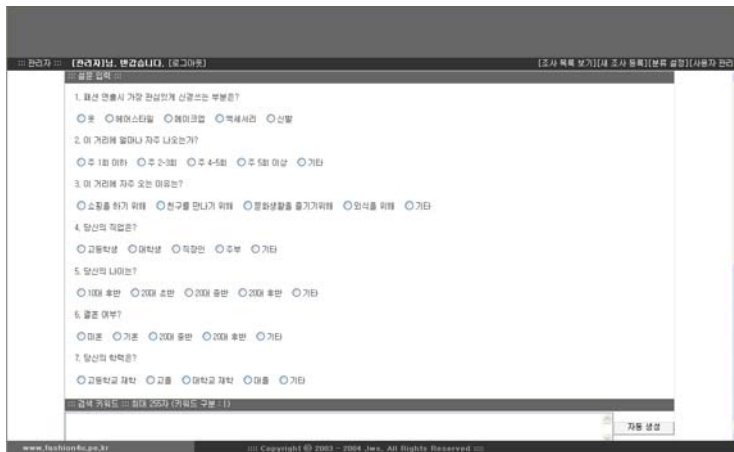 ::: 관리자 ::: [관리자]님, 반갑습니다. [로그아웃] [조사 목록 보기][새 조사 등록][분류 설정][사용자 관리
::: 설문 입력 :::
1. 패션 연출시 가장 관심있게 신경쓰는 부분은?
옷 헤어스타일 메이크업 액세서리 신발
2. 이 거리에 얼마나 자주 나오는가?
주 1회 이하 주 2-3회 주 4-5회 주 5회 이상 기타
3. 이 거리에 자주 오는 이유는?
쇼핑을 하기 위해 친구를 만나기 위해 문화생활을 즐기기위해 외식을 위해 기타
4. 당신의 직업은?
고등학생 대학생 직장인 주부 기타
5. 당신의 나이는?
10대 후반 20대 초반 20대 중반 20대 후반 기타
6. 결혼 여부?
미혼 기혼 20대 중반 20대 후반 기타
7. 당신의 학력은?
고등학교 재학 고졸 대학교 재학 대졸 기타
::: 검색 키워드 ::: 최대 255자 (키워드 구분 : | )
자동 생성
www.fashion4u.pe.kr :::: Copyright © 2003 - 2004 Jwx, All Rights Reserved ::::